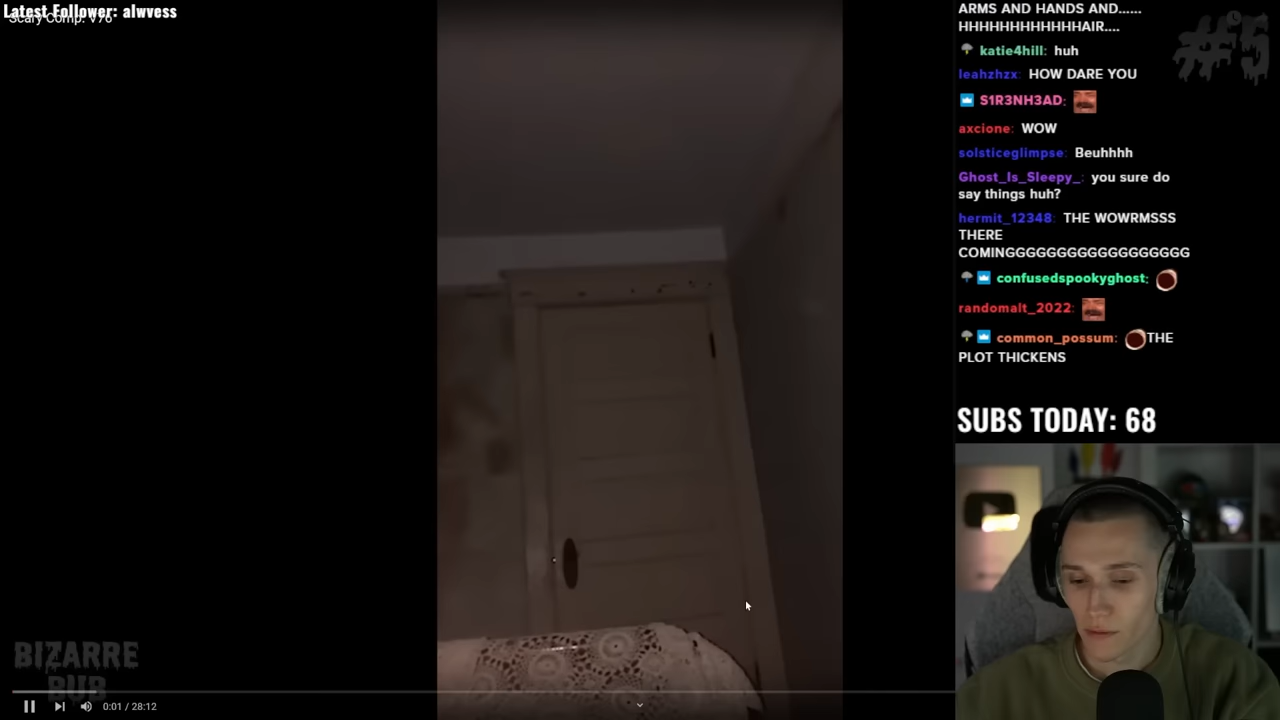 Latest Follower: alwvess
Scary Comp. V76
#5
ARMS AND HANDS AND......
HHHHHHHHHHHHAIR....
katie4hill: huh
leahzhzx: HOW DARE YOU
S1R3NH3AD:
axcione: WOW
solsticeglimpse: Beuhhhh
Ghost_Is_Sleepy_: you sure do
say things huh?
hermit_12348: THE WOWRMSSS
THERE
COMINGGGGGGGGGGGGGGGGGG
confusedspookyghost:
randomalt_2022:
common_possum: THE
PLOT THICKENS
SUBS TODAY: 68
BIZARRE
BUB
0:01 / 28:12